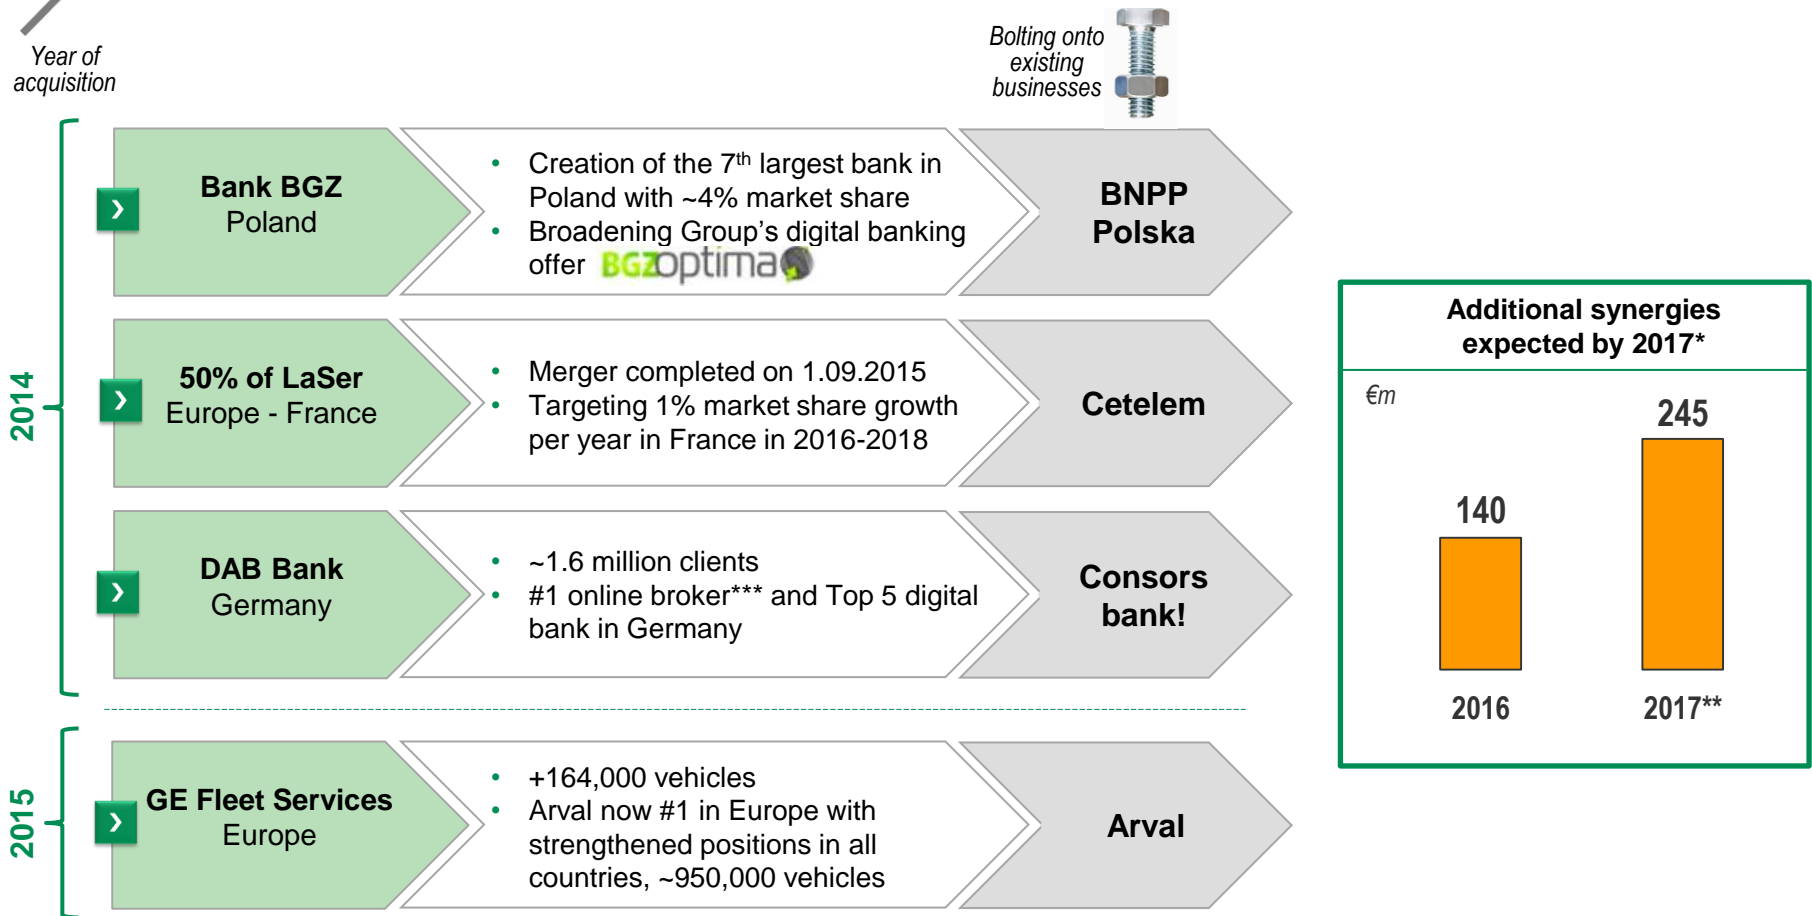 Year of
acquisition
Bolting onto
existing
businesses
2014
Bank BGZ
Poland
• Creation of the 7th largest bank in
Poland with ~4% market share
• Broadening Group's digital banking
offer BGZoptima
BNPP
Polska
50% of LaSer
Europe - France
• Merger completed on 1.09.2015
• Targeting 1% market share growth
per year in France in 2016-2018
Cetelem
DAB Bank
Germany
• ~1.6 million clients
• #1 online broker*** and Top 5 digital
bank in Germany
Consors
bank!
2015
GE Fleet Services
Europe
• +164,000 vehicles
• Arval now #1 in Europe with
strengthened positions in all
countries, ~950,000 vehicles
Arval
Additional synergies
expected by 2017*
€m
140
245
2016
2017**